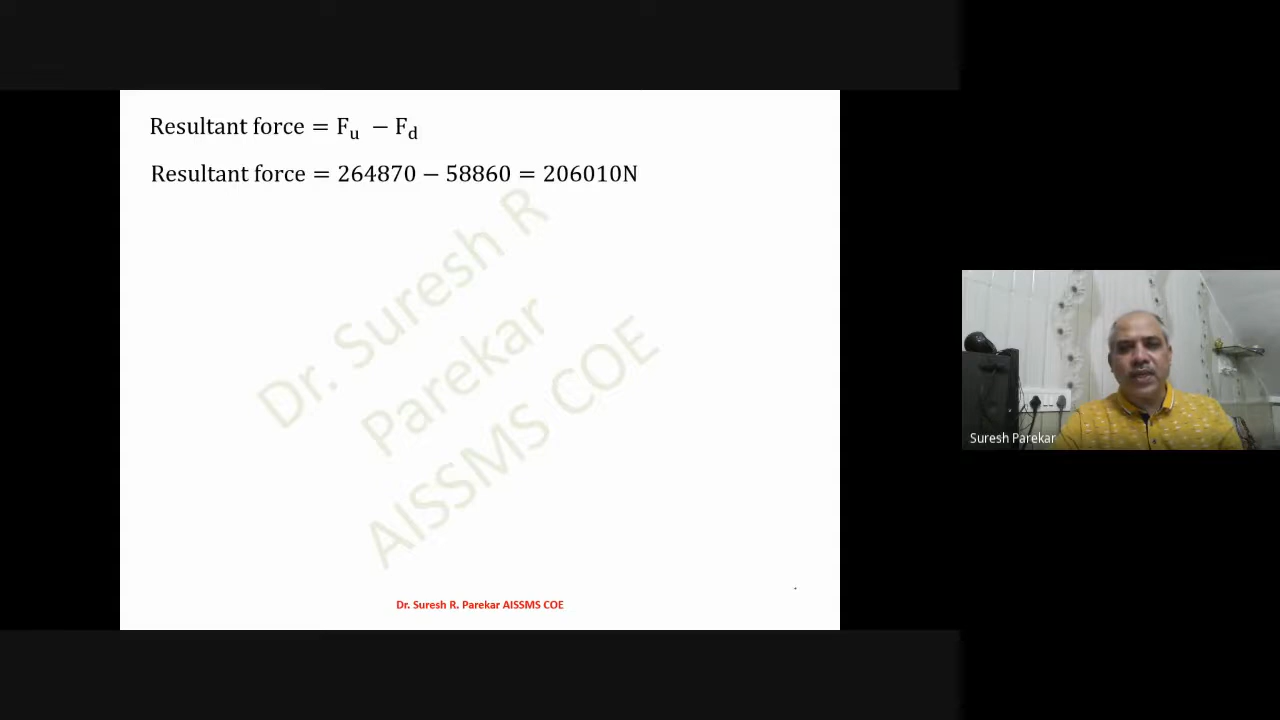 Resultant force = Fᵤ − F_d
Resultant force = 264870 − 58860 = 206010N
Dr. Suresh R
Parekar
AISSMS COE
Suresh Parekar
Dr. Suresh R. Parekar AISSMS COE